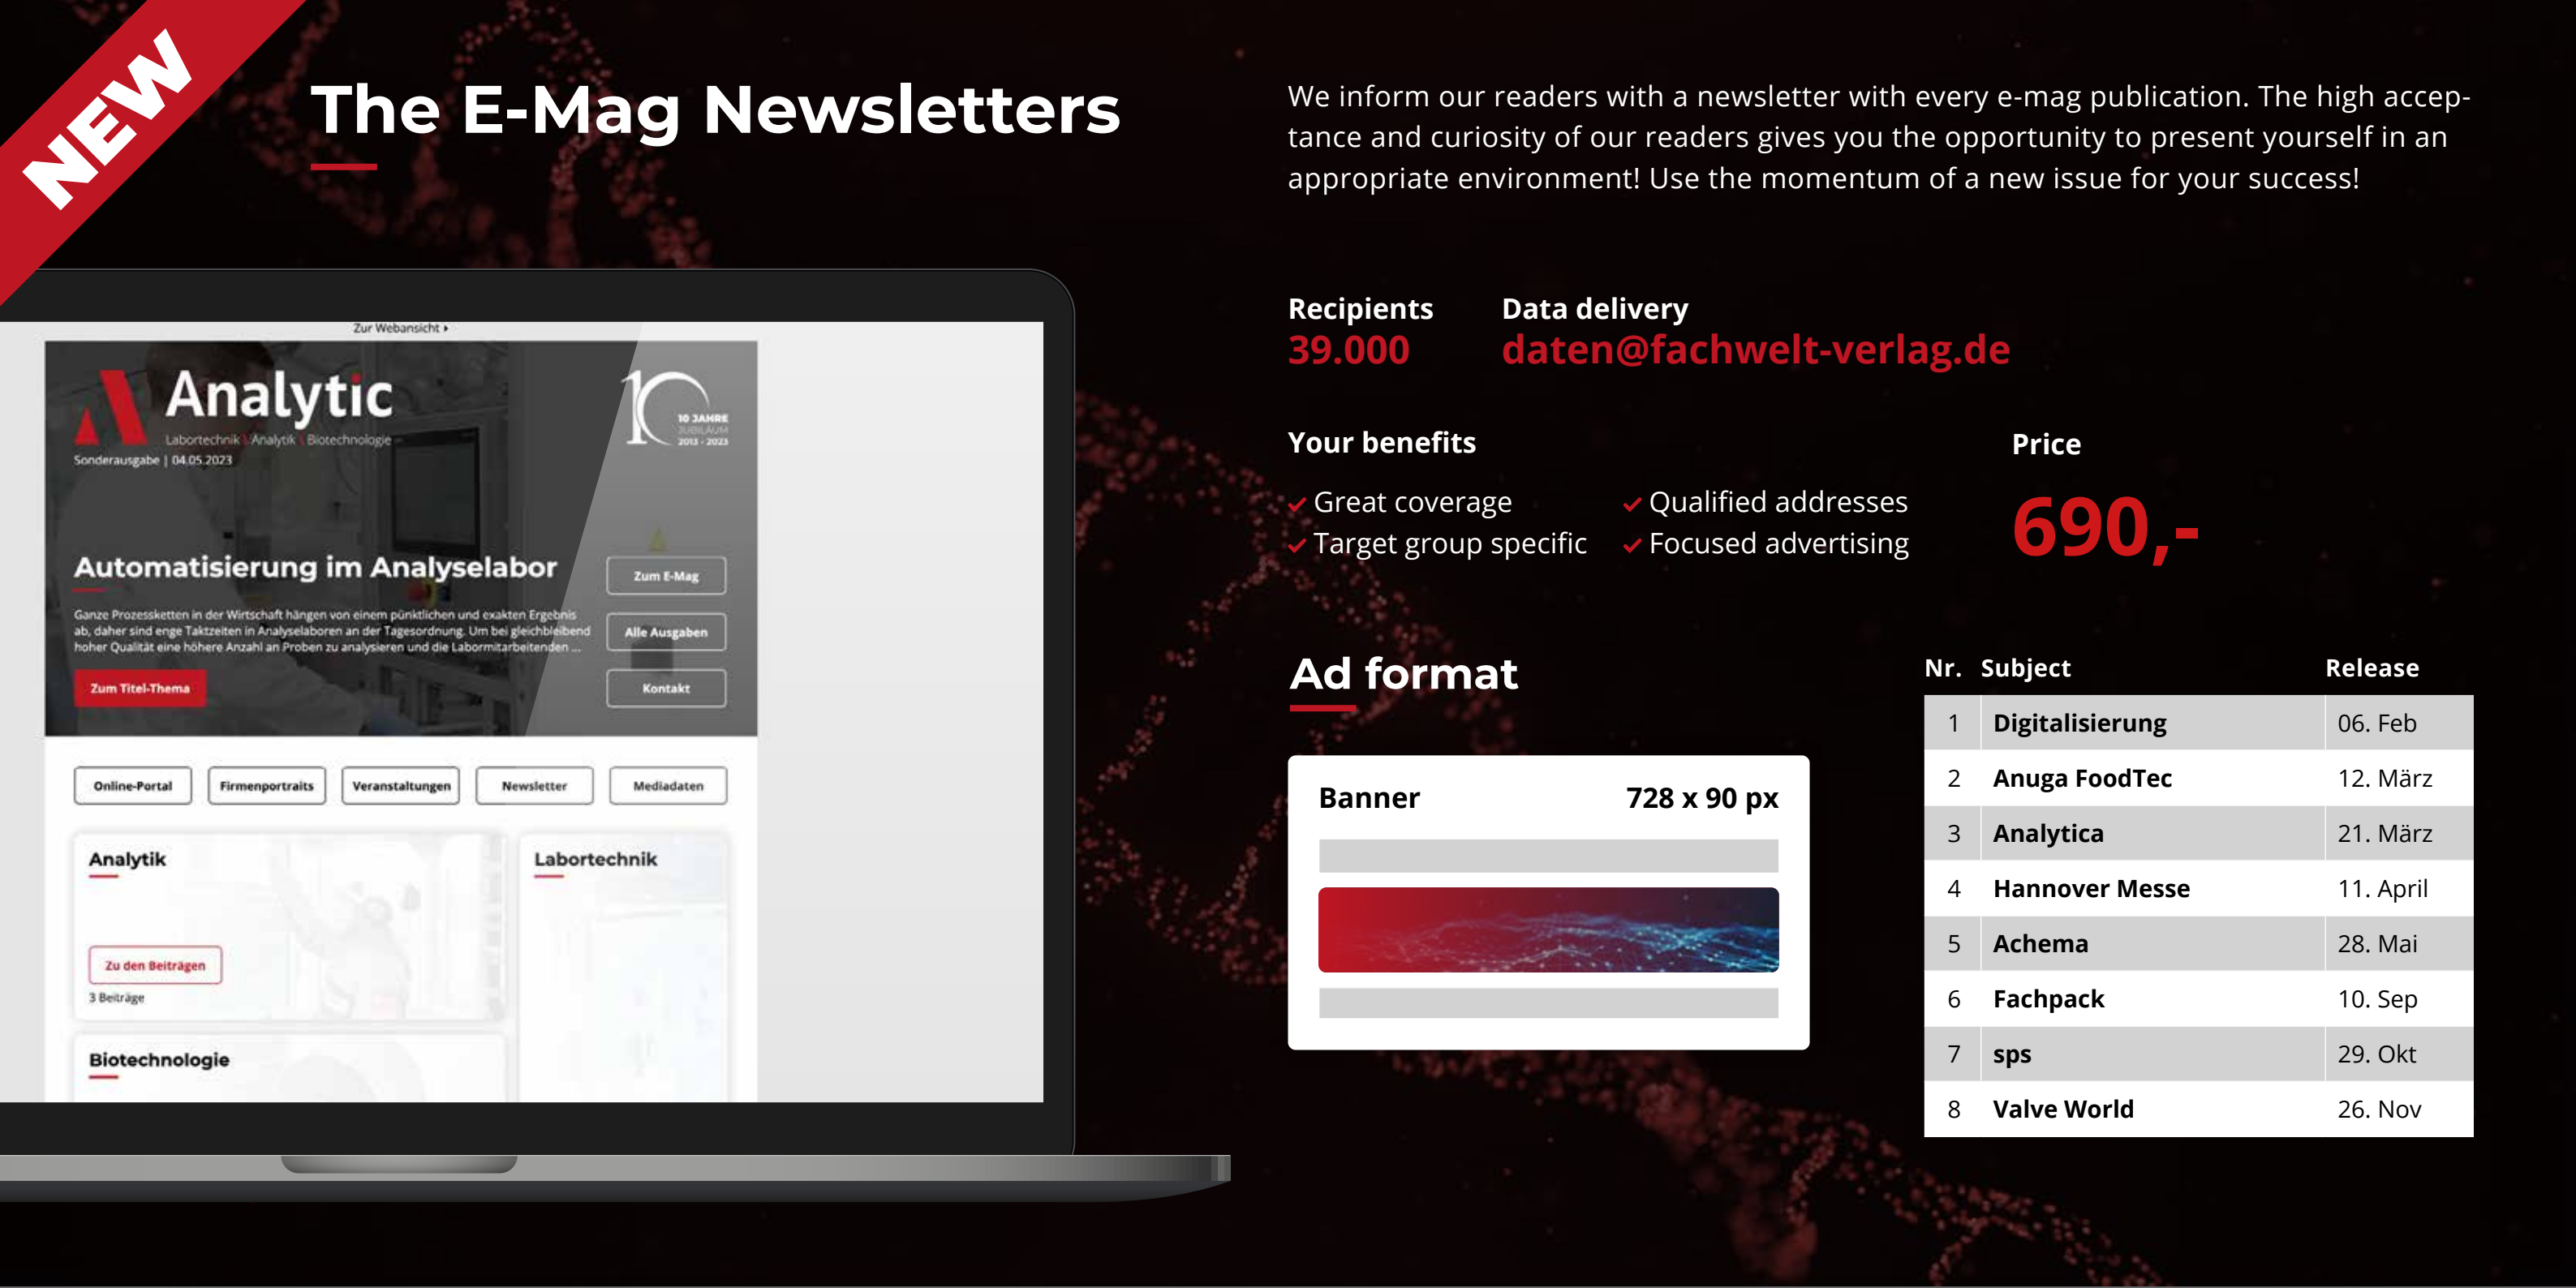 NEW
The E-Mag Newsletters
We inform our readers with a newsletter with every e-mag publication. The high accep-
tance and curiosity of our readers gives you the opportunity to present yourself in an
appropriate environment! Use the momentum of a new issue for your success!
Recipients
39.000
Data delivery
daten@fachwelt-verlag.de
Your benefits
Great coverage
Target group specific
Qualified addresses
Focused advertising
Price
690,-
Zur Webansicht
Analytic
Labortechnik \ Analytik \ Biotechnologie
Sonderausgabe | 04.05.2023
10
10 JAHRE
JUBILÄUM
2013 - 2023
Automatisierung im Analyselabor
Ganze Prozessketten in der Wirtschaft hängen von einem pünktlichen und exakten Ergebnis
ab, daher sind enge Taktzeiten in Analyselaboren an der Tagesordnung. Um bei gleichbleibend
hoher Qualität eine höhere Anzahl an Proben zu analysieren und die Labormitarbeitenden ...
Zum Titel-Thema
Zum E-Mag
Alle Ausgaben
Kontakt
Online-Portal
Firmenportraits
Veranstaltungen
Newsletter
Mediadaten
Analytik
Zu den Beiträgen
3 Beiträge
Labortechnik
Biotechnologie
Ad format
Banner 728 x 90 px
Nr. Subject Release
1 Digitalisierung 06. Feb
2 Anuga FoodTec 12. März
3 Analytica 21. März
4 Hannover Messe 11. April
5 Achema 28. Mai
6 Fachpack 10. Sep
7 sps 29. Okt
8 Valve World 26. Nov